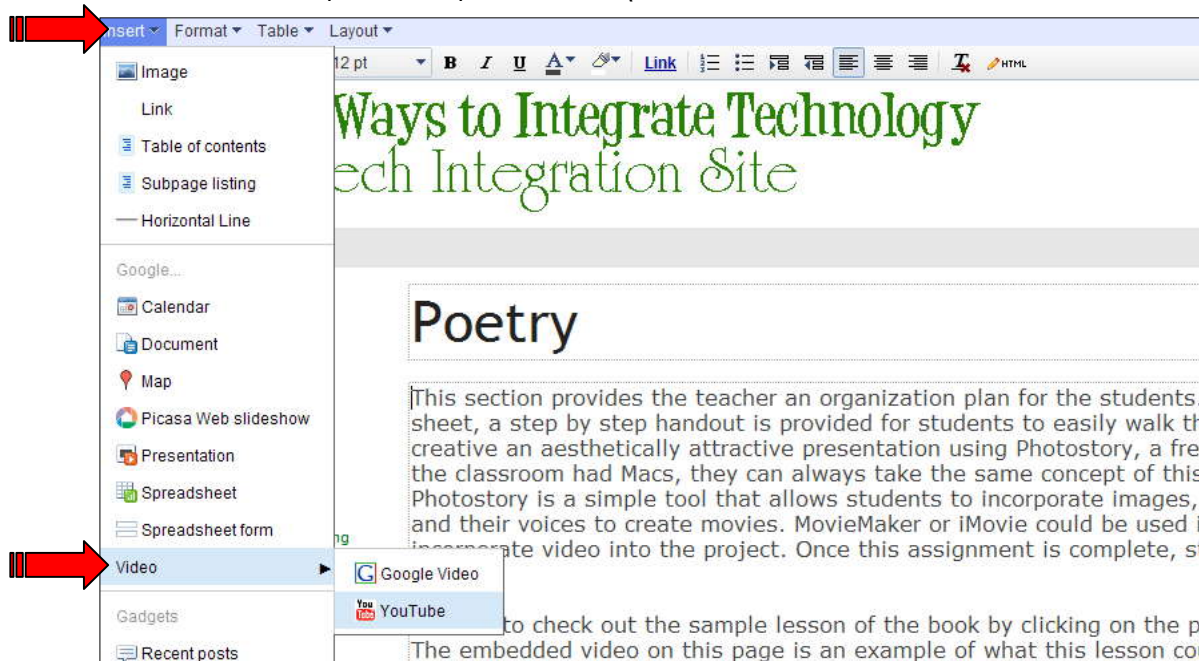 Insert Format Table Layout
12 pt B I U A Link HTML
Image
Link
Table of contents
Subpage listing
Horizontal Line
Google...
Calendar
Document
Map
Picasa Web slideshow
Presentation
Spreadsheet
Spreadsheet form
Video
Google Video
YouTube
Gadgets
Recent posts
Ways to Integrate Technology
ech Integration Site
Poetry
This section provides the teacher an organization plan for the students.
sheet, a step by step handout is provided for students to easily walk th
creative an aesthetically attractive presentation using Photostory, a fre
the classroom had Macs, they can always take the same concept of this
Photostory is a simple tool that allows students to incorporate images,
ng and their voices to create movies. MovieMaker or iMovie could be used i
incorporate video into the project. Once this assignment is complete, s
to check out the sample lesson of the book by clicking on the p
The embedded video on this page is an example of what this lesson co